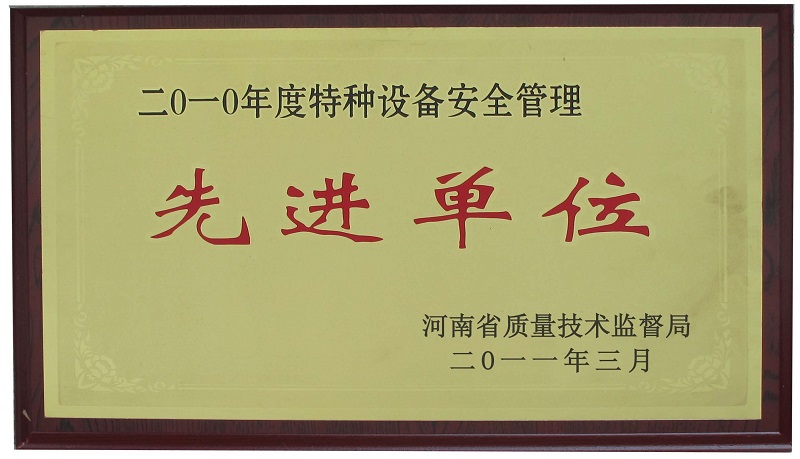 二0一0年度特种设备安全管理
先进单位
河南省质量技术监督局
二0一一年三月